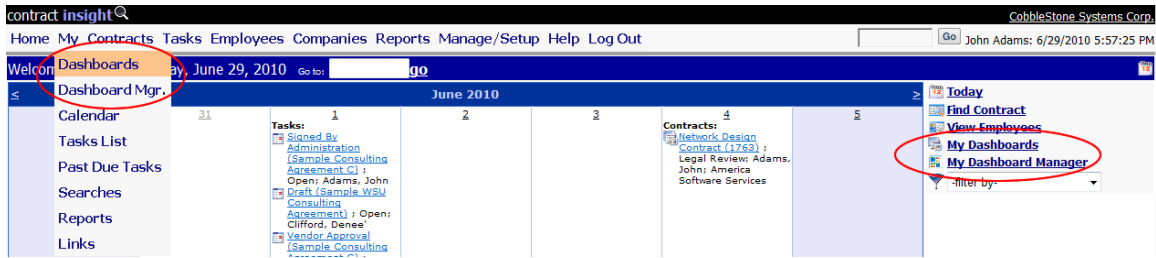 contract insight
CobbleStone Systems Corp.
Home My Contracts Tasks Employees Companies Reports Manage/Setup Help Log Out
Go John Adams: 6/29/2010 5:57:25 PM
Welcom
ay, June 29, 2010 Go to: go
Dashboards
Dashboard Mgr.
Calendar
Tasks List
Past Due Tasks
Searches
Reports
Links
< June 2010 >
31 1 2 3 4 5
Tasks:
Signed By
Administration
(Sample Consulting
Agreement C) ;
Open; Adams, John
Draft (Sample WSU
Consulting
Agreement) ; Open;
Clifford, Denee'
Vendor Approval
(Sample Consulting
Agreement C) ;
Contracts:
Network Design
Contract (1763) ;
Legal Review; Adams,
John; America
Software Services
12 Today
Find Contract
View Employees
My Dashboards
My Dashboard Manager
-filter by-